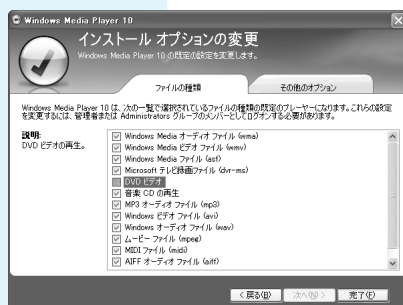 Windows Media Player 10
インストール オプションの変更
Windows Media Player 10 の既定の設定を変更します。
ファイルの種類
その他のオプション
Windows Media Player 10 は、次の一覧で選択されているファイルの種類の既定のプレーヤーになります。これらの設定
を変更するには、管理者または Administrators グループのメンバーとしてログオンする必要があります。
説明:
DVD ビデオの再生。
Windows Media オーディオ ファイル (wma)
Windows Media ビデオ ファイル (wmv)
Windows Media ファイル (asf)
Microsoft テレビ録画ファイル (dvr-ms)
DVD ビデオ
音楽 CD の再生
MP3 オーディオ ファイル (mp3)
Windows ビデオ ファイル (avi)
Windows オーディオ ファイル (wav)
ムービー ファイル (mpeg)
MIDI ファイル (midi)
AIFF オーディオ ファイル (aiff)
< 戻る(B)
次へ(N) >
完了(F)